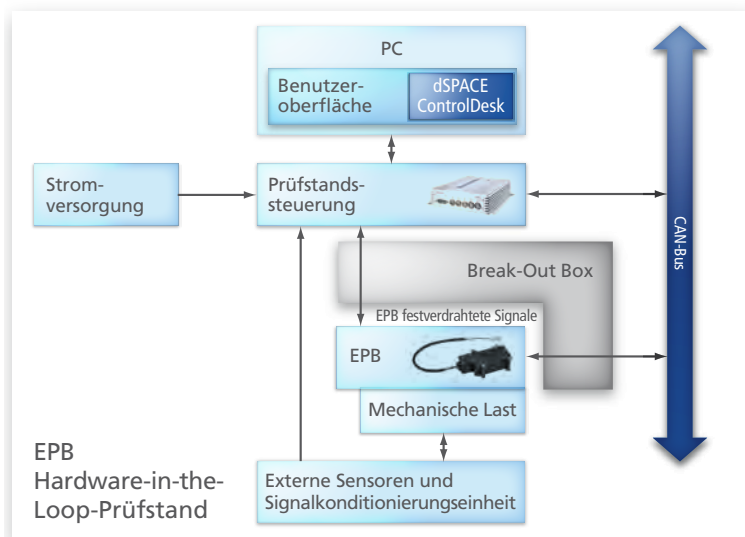 PC
Benutzer-
oberfläche
dSPACE
ControlDesk
Strom-
versorgung
Prüfstands-
steuerung
CAN-Bus
Break-Out Box
EPB festverdrahtete Signale
EPB
Mechanische Last
Externe Sensoren und
Signalkonditionierungseinheit
EPB
Hardware-in-the-
Loop-Prüfstand